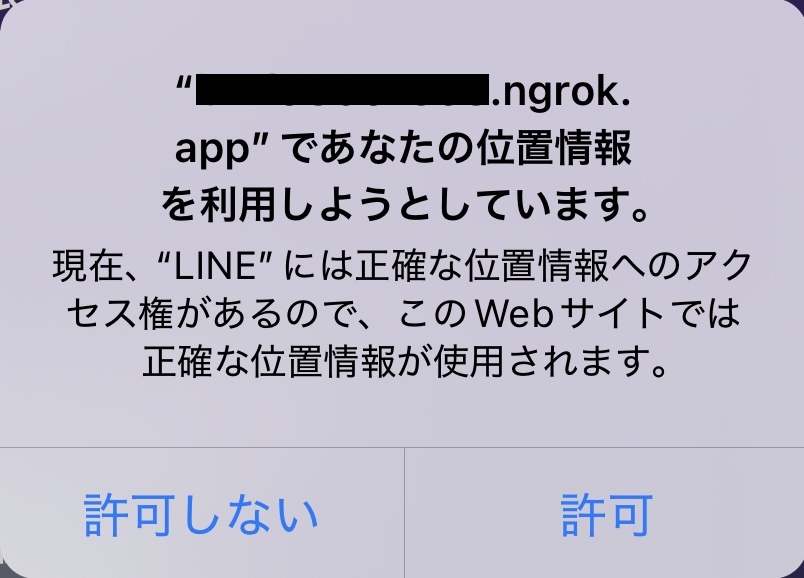 “.ngrok.
app” であなたの位置情報
を利用しようとしています。
現在、“LINE” には正確な位置情報へのアク
セス権があるので、このWebサイトでは
正確な位置情報が使用されます。
許可しない
許可